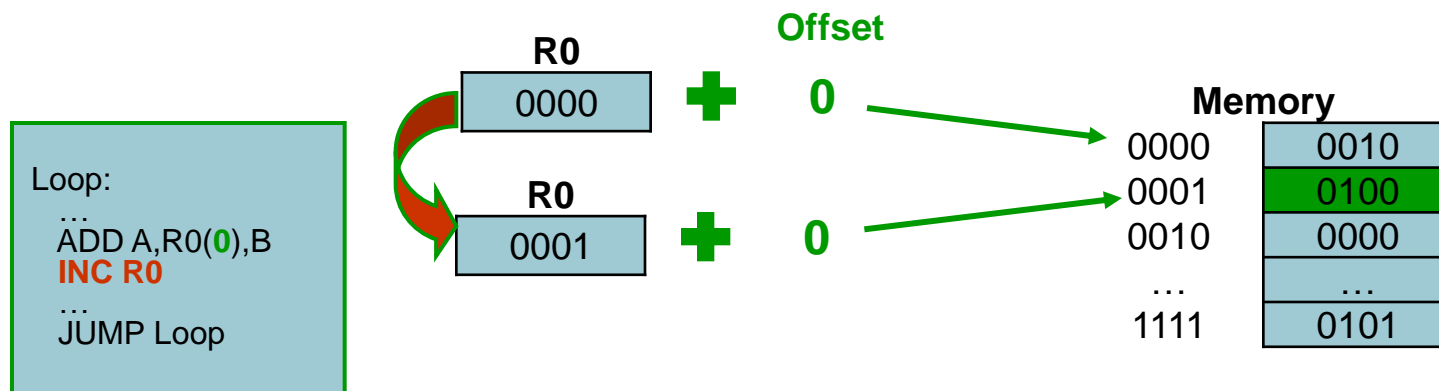 Loop:
…
ADD A,R0(0),B
INC R0
…
JUMP Loop
R0
0000
Offset
0
R0
0001
0
Memory
0000 0010
0001 0100
0010 0000
… …
1111 0101